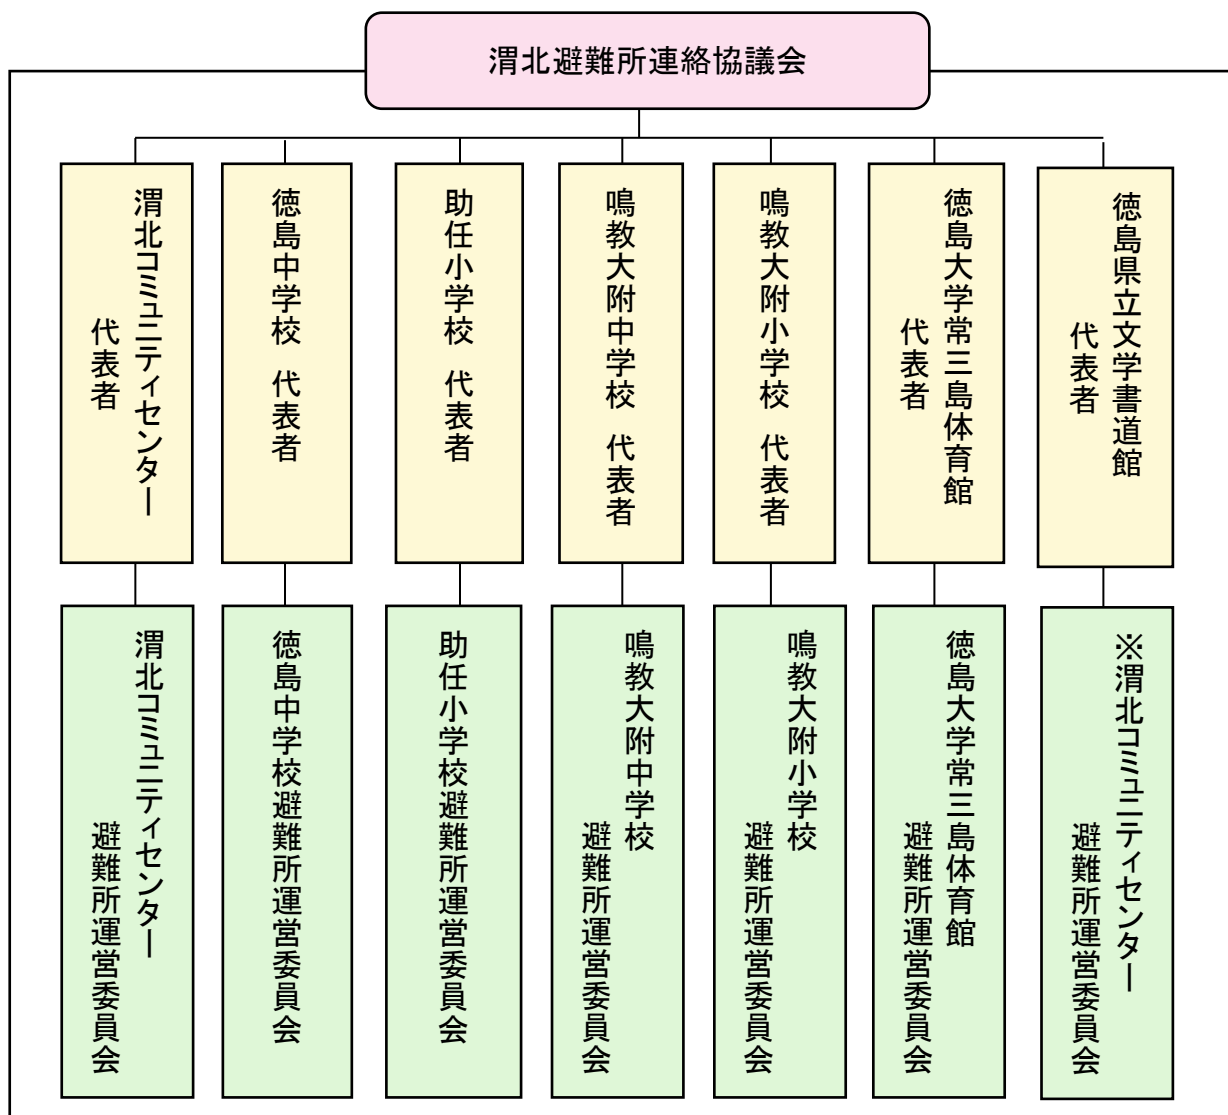 渭北避難所連絡協議会
渭北コミュニティセンター
代表者
徳島中学校 代表者
助任小学校 代表者
鳴教大附中学校 代表者
鳴教大附小学校 代表者
徳島大学常三島体育館
代表者
徳島県立文学書道館
代表者
渭北コミュニティセンター
避難所運営委員会
徳島中学校避難所運営委員会
助任小学校避難所運営委員会
鳴教大附中学校
避難所運営委員会
鳴教大附小学校
避難所運営委員会
徳島大学常三島体育館
避難所運営委員会
※渭北コミュニティセンター
避難所運営委員会